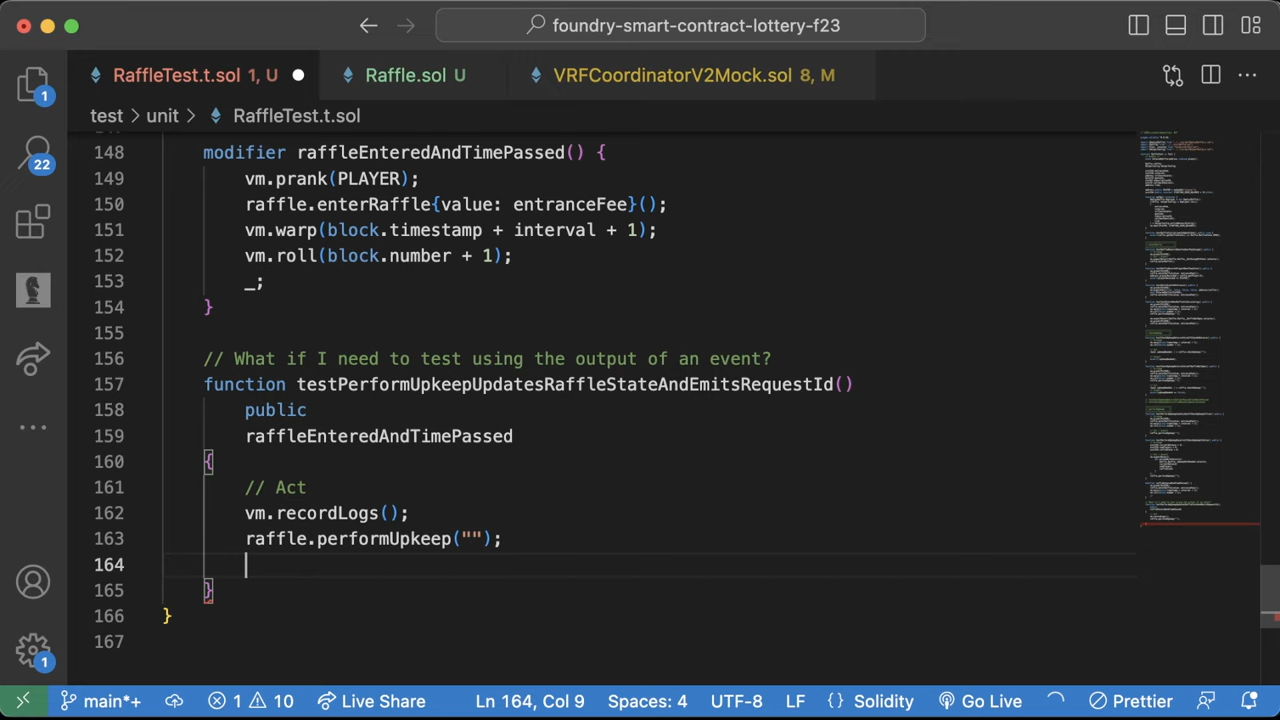 foundry-smart-contract-lottery-f23
RaffleTest.t.sol 1, U
Raffle.sol U
VRFCoordinatorV2Mock.sol 8, M
test > unit > RaffleTest.t.sol
148 modifier raffleEnteredAndTimePassed() {
149 vm.prank(PLAYER);
150 raffle.enterRaffle{value: entranceFee}();
151 vm.warp(block.timestamp + interval + 1);
152 vm.roll(block.number + 1);
153 _;
154 }
155
156 // What if I need to test using the output of an event?
157 function testPerformUpkeepUpdatesRaffleStateAndEmitsRequestId()
158 public
159 raffleEnteredAndTimePassed
160 {
161 // Act
162 vm.recordLogs();
163 raffle.performUpkeep("");
164
165 }
166 }
167
1
22
1
main*+
1 10
Live Share
Ln 164, Col 9
Spaces: 4
UTF-8
LF
{} Solidity
Go Live
Prettier